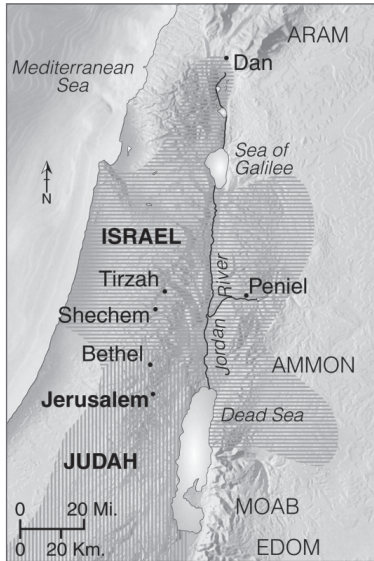 ARAM
Mediterranean
Sea
Dan
Sea of
Galilee
N
ISRAEL
Tirzah
Jordan River
Peniel
Shechem
Bethel
AMMON
Jerusalem
Dead Sea
JUDAH
MOAB
0 20 Mi.
0 20 Km.
EDOM